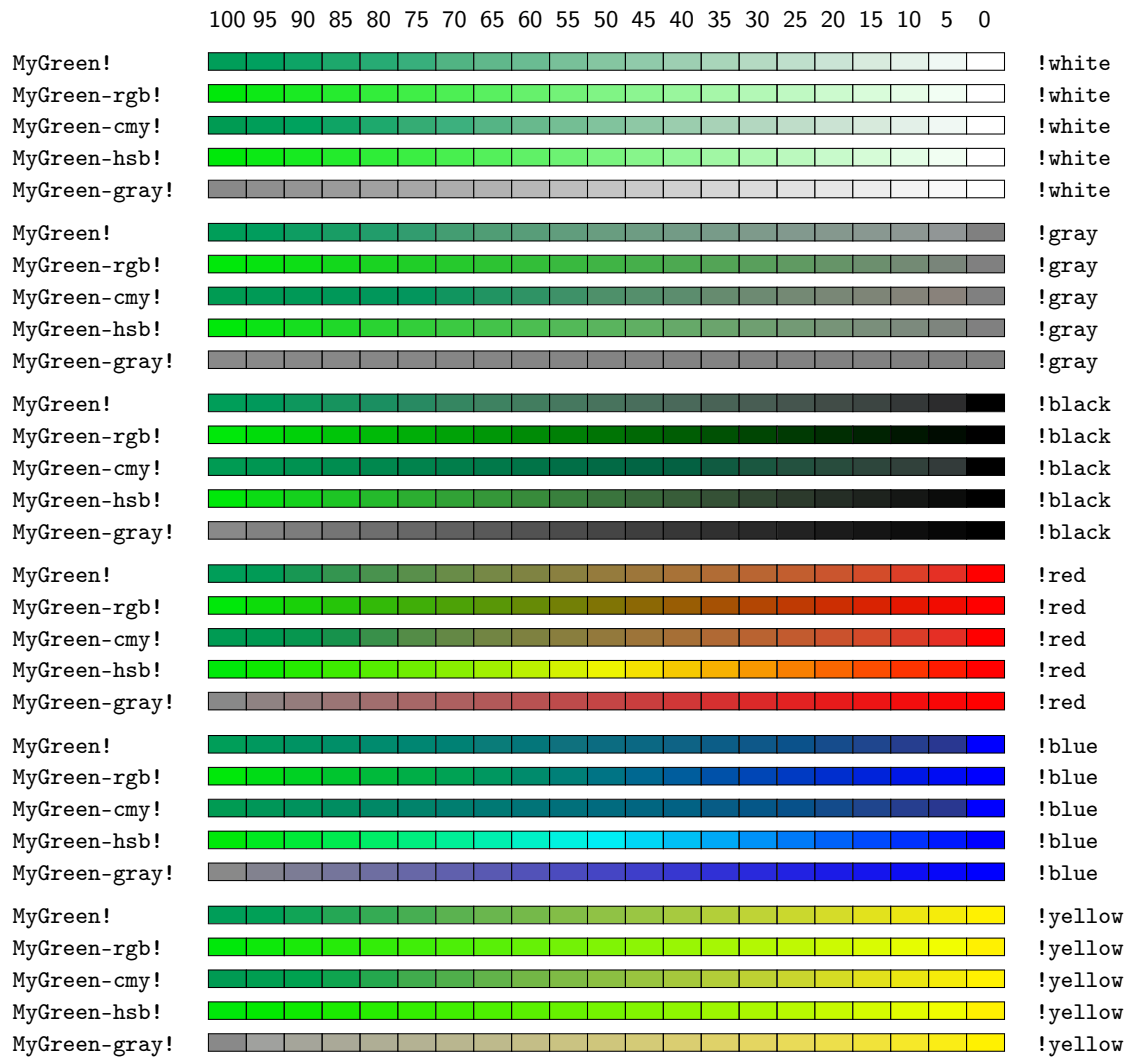 100 95 90 85 80 75 70 65 60 55 50 45 40 35 30 25 20 15 10 5 0
MyGreen! !white
MyGreen-rgb! !white
MyGreen-cmy! !white
MyGreen-hsb! !white
MyGreen-gray! !white
MyGreen! !gray
MyGreen-rgb! !gray
MyGreen-cmy! !gray
MyGreen-hsb! !gray
MyGreen-gray! !gray
MyGreen! !black
MyGreen-rgb! !black
MyGreen-cmy! !black
MyGreen-hsb! !black
MyGreen-gray! !black
MyGreen! !red
MyGreen-rgb! !red
MyGreen-cmy! !red
MyGreen-hsb! !red
MyGreen-gray! !red
MyGreen! !blue
MyGreen-rgb! !blue
MyGreen-cmy! !blue
MyGreen-hsb! !blue
MyGreen-gray! !blue
MyGreen! !yellow
MyGreen-rgb! !yellow
MyGreen-cmy! !yellow
MyGreen-hsb! !yellow
MyGreen-gray! !yellow